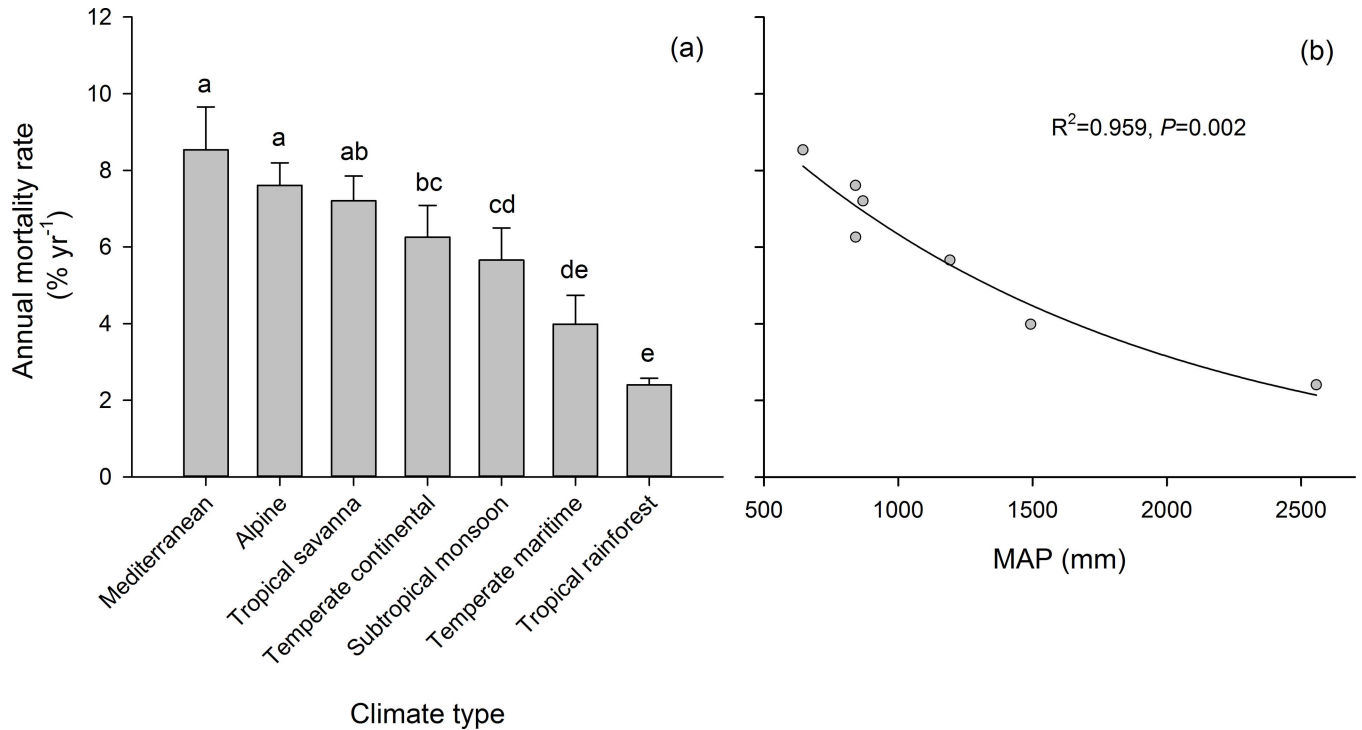 12
10
8
6
4
2
0
Annual mortality rate
(% yr⁻¹)
(a)
a
a
ab
bc
cd
de
e
Mediterranean
Alpine
Tropical savanna
Temperate continental
Subtropical monsoon
Temperate maritime
Tropical rainforest
Climate type
(b)
R²=0.959, P=0.002
500
1000
1500
2000
2500
MAP (mm)